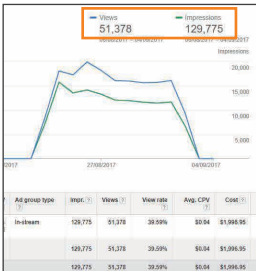 Views
Impressions
51,378
129,775
Impressions
20,000
15,000
10,000
5,000
27/08/2017
04/09/2017
Ad group type
Impr.
Views
View rate
Avg. CPV
Cost
In-stream
129,775
51,378
39.59%
$0.04
$1,996.95
129,775
51,378
39.59%
$0.04
$1,996.95
129,775
51,378
39.59%
$0.04
$1,996.95